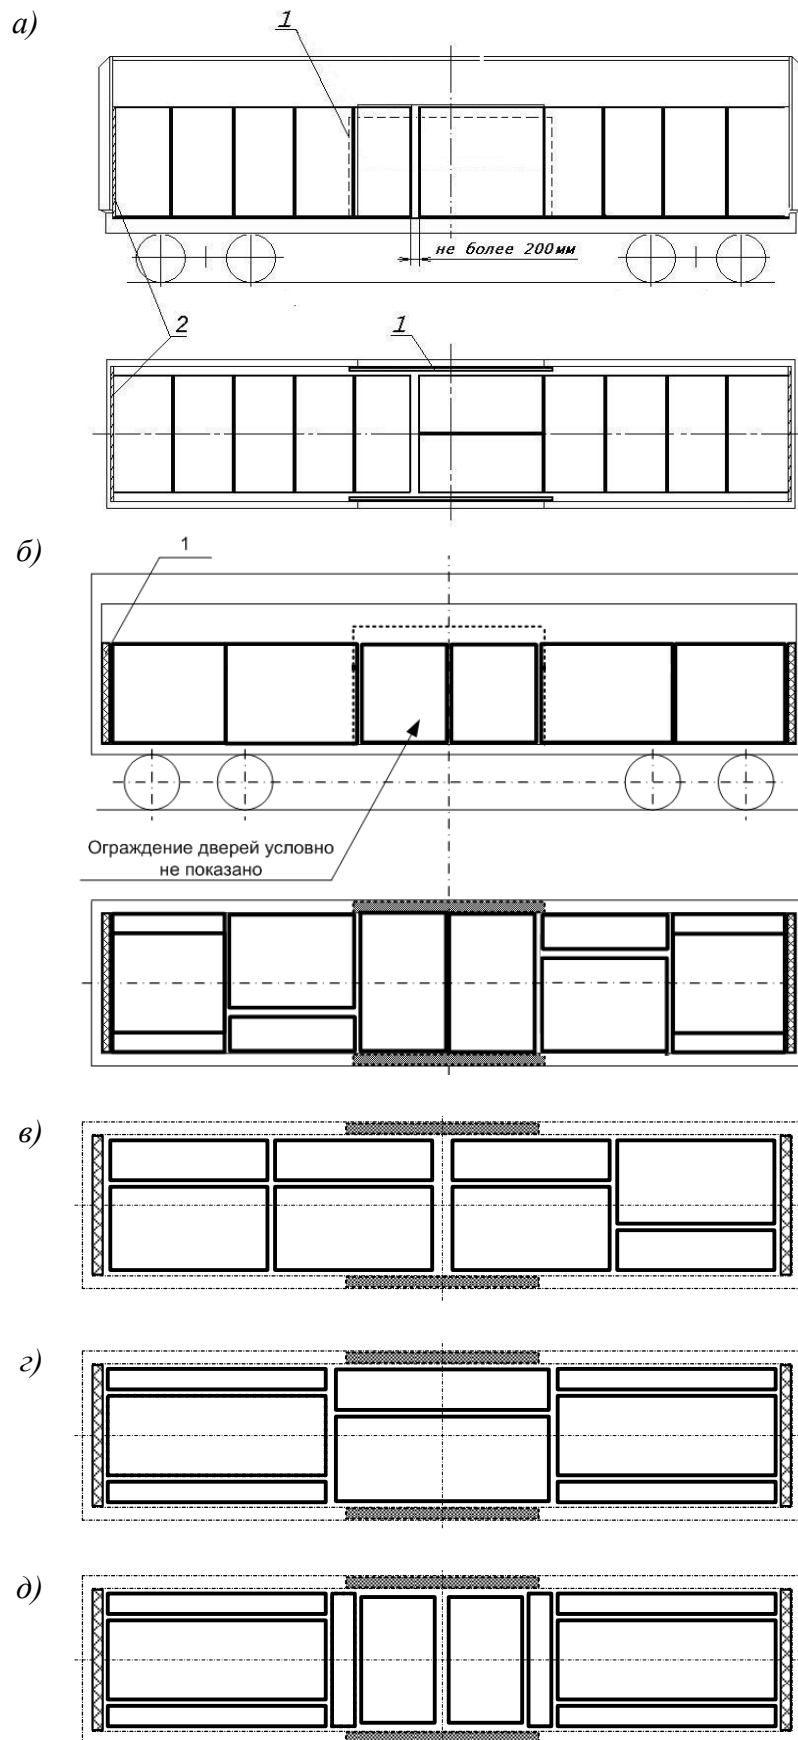 а)
1
не более 200мм
2
1
б)
1
Ограждение дверей условно
не показано
в)
г)
д)